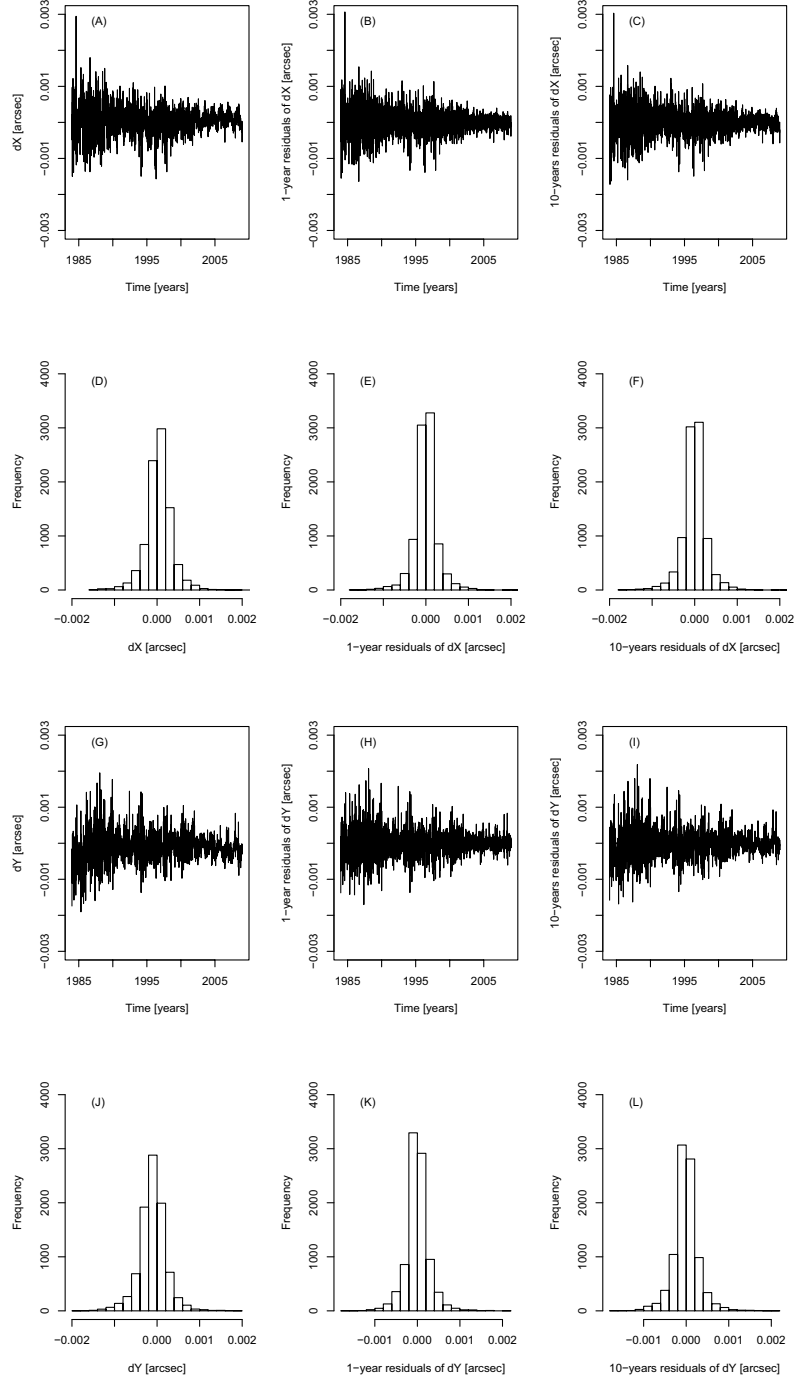 (A)
dX [arcsec]
0.003
0.001
−0.001
−0.003
1985 1995 2005
Time [years]
(B)
1−year residuals of dX [arcsec]
0.003
0.001
−0.001
−0.003
1985 1995 2005
Time [years]
(C)
10−years residuals of dX [arcsec]
0.003
0.001
−0.001
−0.003
1985 1995 2005
Time [years]
(D)
Frequency
4000
3000
2000
1000
0
−0.002 0.000 0.001 0.002
dX [arcsec]
(E)
Frequency
4000
3000
2000
1000
0
−0.002 0.000 0.001 0.002
1−year residuals of dX [arcsec]
(F)
Frequency
4000
3000
2000
1000
0
−0.002 0.000 0.001 0.002
10−years residuals of dX [arcsec]
(G)
dY [arcsec]
0.003
0.001
−0.001
−0.003
1985 1995 2005
Time [years]
(H)
1−year residuals of dY [arcsec]
0.003
0.001
−0.001
−0.003
1985 1995 2005
Time [years]
(I)
10−years residuals of dY [arcsec]
0.003
0.001
−0.001
−0.003
1985 1995 2005
Time [years]
(J)
Frequency
4000
3000
2000
1000
0
−0.002 0.000 0.001 0.002
dY [arcsec]
(K)
Frequency
4000
3000
2000
1000
0
−0.001 0.000 0.001 0.002
1−year residuals of dY [arcsec]
(L)
Frequency
4000
3000
2000
1000
0
−0.001 0.000 0.001 0.002
10−years residuals of dY [arcsec]